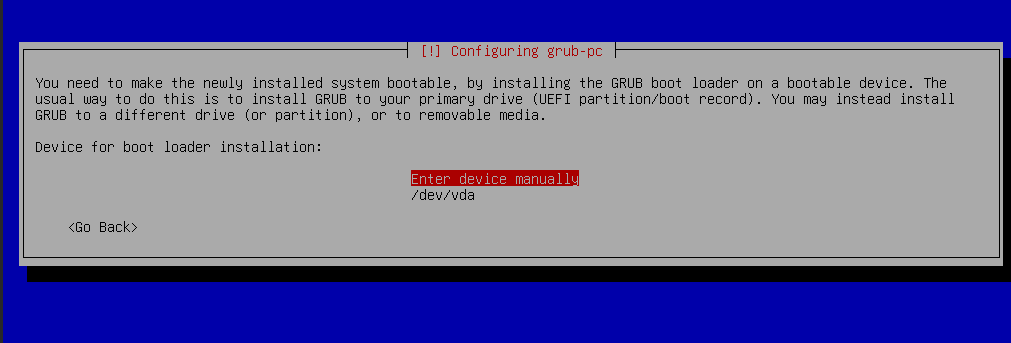 [!] Configuring grub-pc
You need to make the newly installed system bootable, by installing the GRUB boot loader on a bootable device. The
usual way to do this is to install GRUB to your primary drive (UEFI partition/boot record). You may instead install
GRUB to a different drive (or partition), or to removable media.
Device for boot loader installation:
Enter device manually
/dev/vda
<Go Back>